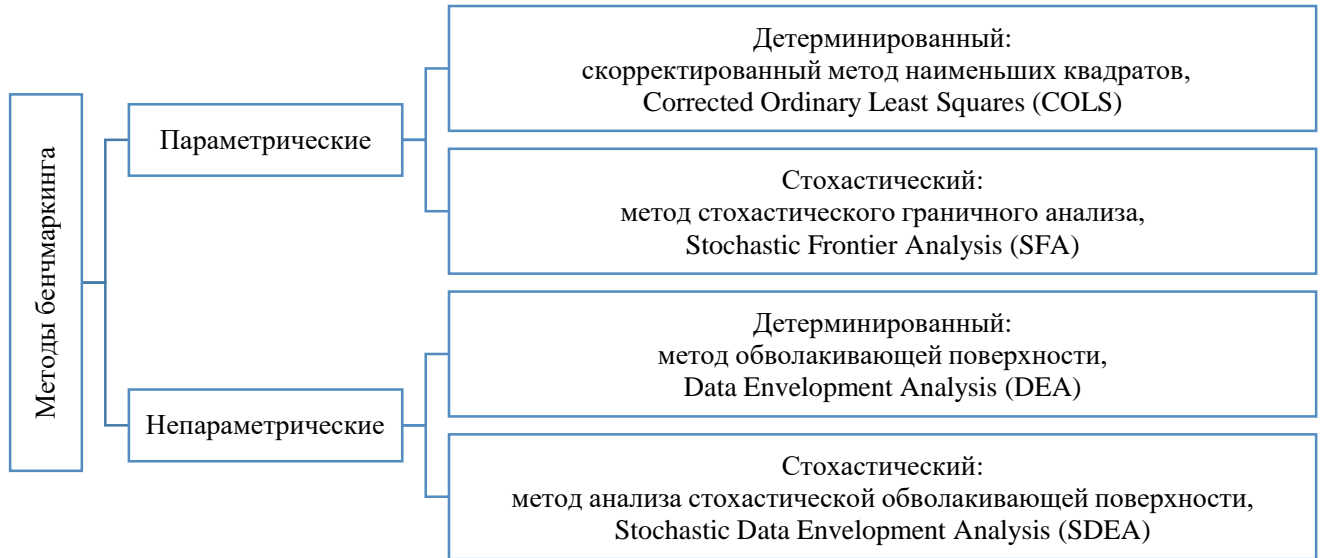 Методы бенчмаркинга
Параметрические
Детерминированный:
скорректированный метод наименьших квадратов,
Corrected Ordinary Least Squares (COLS)
Стохастический:
метод стохастического граничного анализа,
Stochastic Frontier Analysis (SFA)
Непараметрические
Детерминированный:
метод обволакивающей поверхности,
Data Envelopment Analysis (DEA)
Стохастический:
метод анализа стохастической обволакивающей поверхности,
Stochastic Data Envelopment Analysis (SDEA)